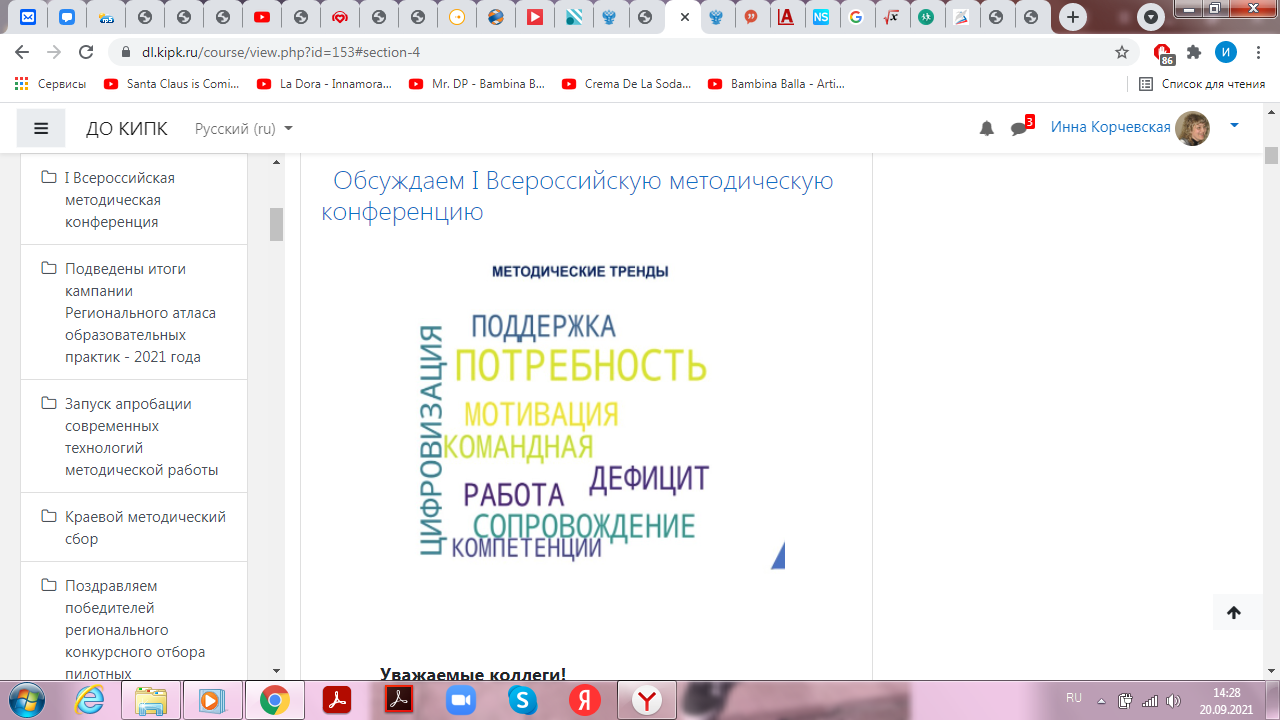 dl.kipk.ru/course/view.php?id=153#section-4
86
И
Сервисы
Santa Claus is Comi...
La Dora - Innamora...
Mr. DP - Bambina B...
Crema De La Soda...
Bambina Balla - Arti...
Список для чтения
ДО КИПК
Русский (ru)
3
Инна Корчевская
I Всероссийская
методическая
конференция
Подведены итоги
кампании
Регионального атласа
образовательных
практик - 2021 года
Запуск апробации
современных
технологий
методической работы
Краевой методический
сбор
Поздравляем
победителей
регионального
конкурсного отбора
пилотных
Обсуждаем I Всероссийскую методическую
конференцию
МЕТОДИЧЕСКИЕ ТРЕНДЫ
ЦИФРОВИЗАЦИЯ
ПОДДЕРЖКА
ПОТРЕБНОСТЬ
МОТИВАЦИЯ
КОМАНДНАЯ
ДЕФИЦИТ
РАБОТА
СОПРОВОЖДЕНИЕ
КОМПЕТЕНЦИИ
Уважаемые коллеги!
RU
14:28
20.09.2021